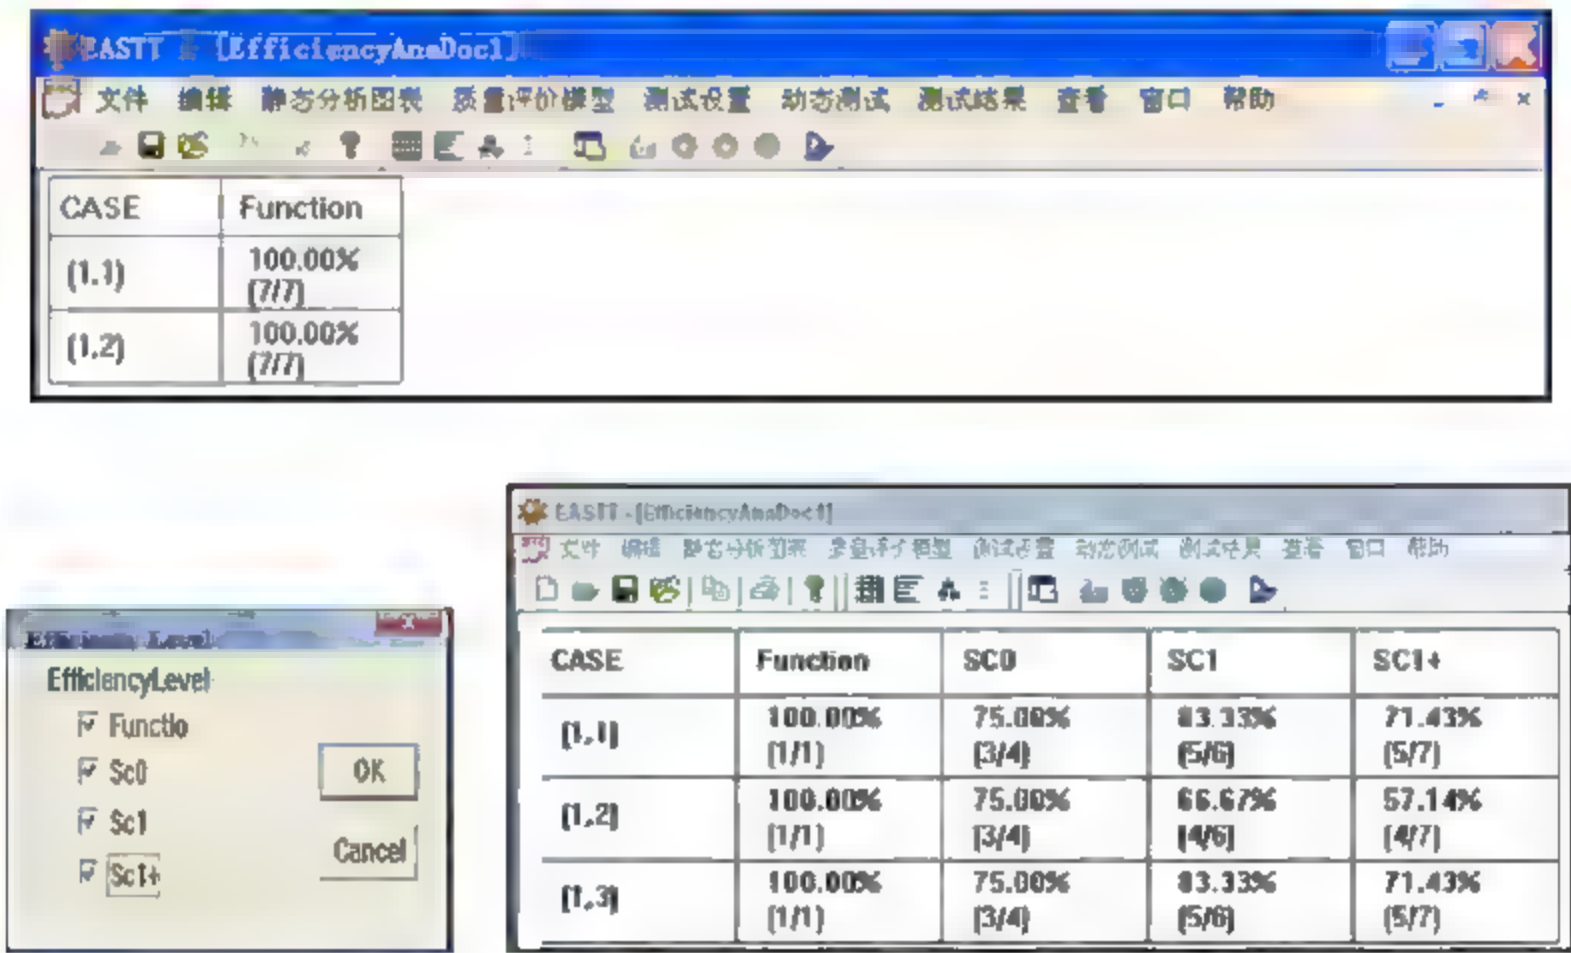 EASTT - [EfficiencyAnaDoc1]
文件 编辑 静态分析图表 质量评价模型 测试设置 动态测试 测试结果 查看 窗口 帮助
CASE Function
(1,1) 100.00%
(7/7)
(1,2) 100.00%
(7/7)
Efficiency Level
EfficiencyLevel
Functio
Sc0
Sc1
Sc1+
OK
Cancel
EASTT - [EfficiencyAnaDoc1]
文件 编辑 静态分析图表 质量评价模型 测试设置 动态测试 测试结果 查看 窗口 帮助
CASE Function SC0 SC1 SC1+
(1,1) 100.00% 75.00% 83.33% 71.43%
(1/1) (3/4) (5/6) (5/7)
(1,2) 100.00% 75.00% 66.67% 57.14%
(1/1) (3/4) (4/6) (4/7)
(1,3) 100.00% 75.00% 83.33% 71.43%
(1/1) (3/4) (5/6) (5/7)